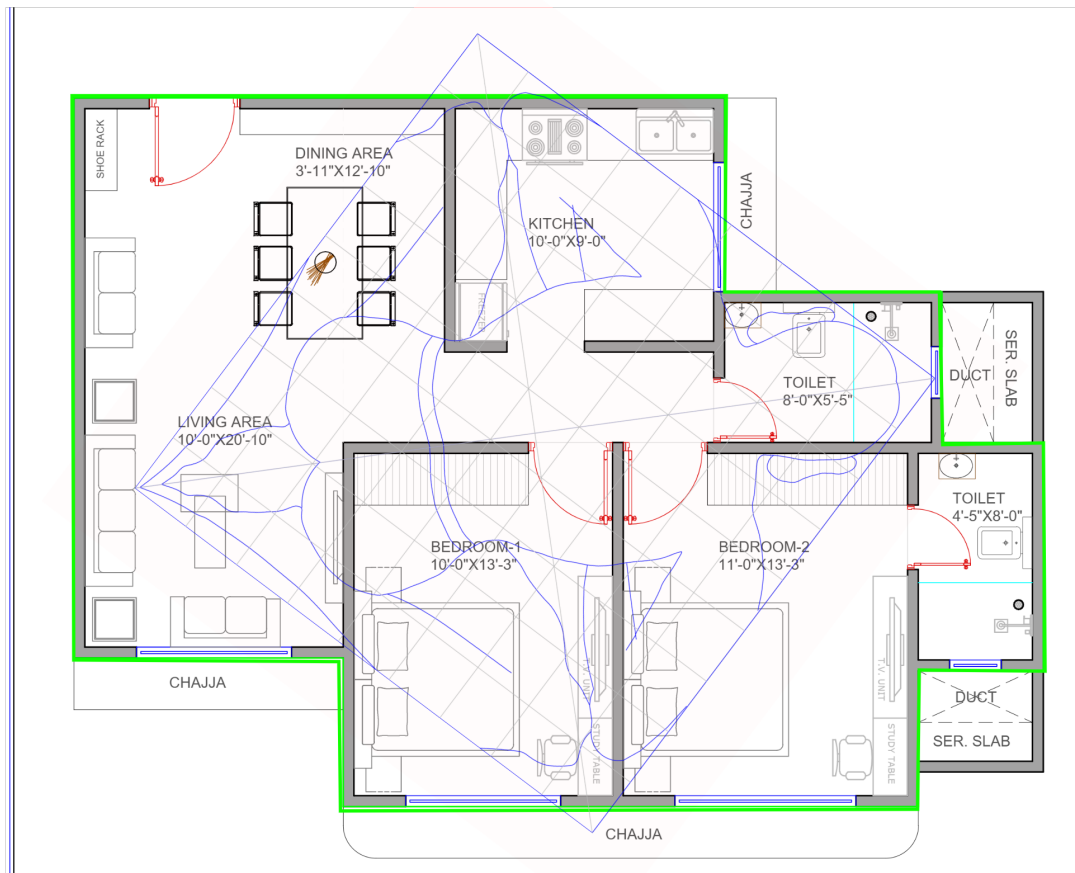 SHOE RACK
DINING AREA
3'-11"X12'-10"
KITCHEN
10'-0"X9'-0"
CHAJJA
FREEZER
TOILET
8'-0"X5'-5"
DUCT
SER. SLAB
LIVING AREA
10'-0"X20'-10"
TOILET
4'-5"X8'-0"
BEDROOM-1
10'-0"X13'-3"
BEDROOM-2
11'-0"X13'-3"
T.V. UNIT
T.V. UNIT
CHAJJA
DUCT
STUDY TABLE
STUDY TABLE
SER. SLAB
CHAJJA